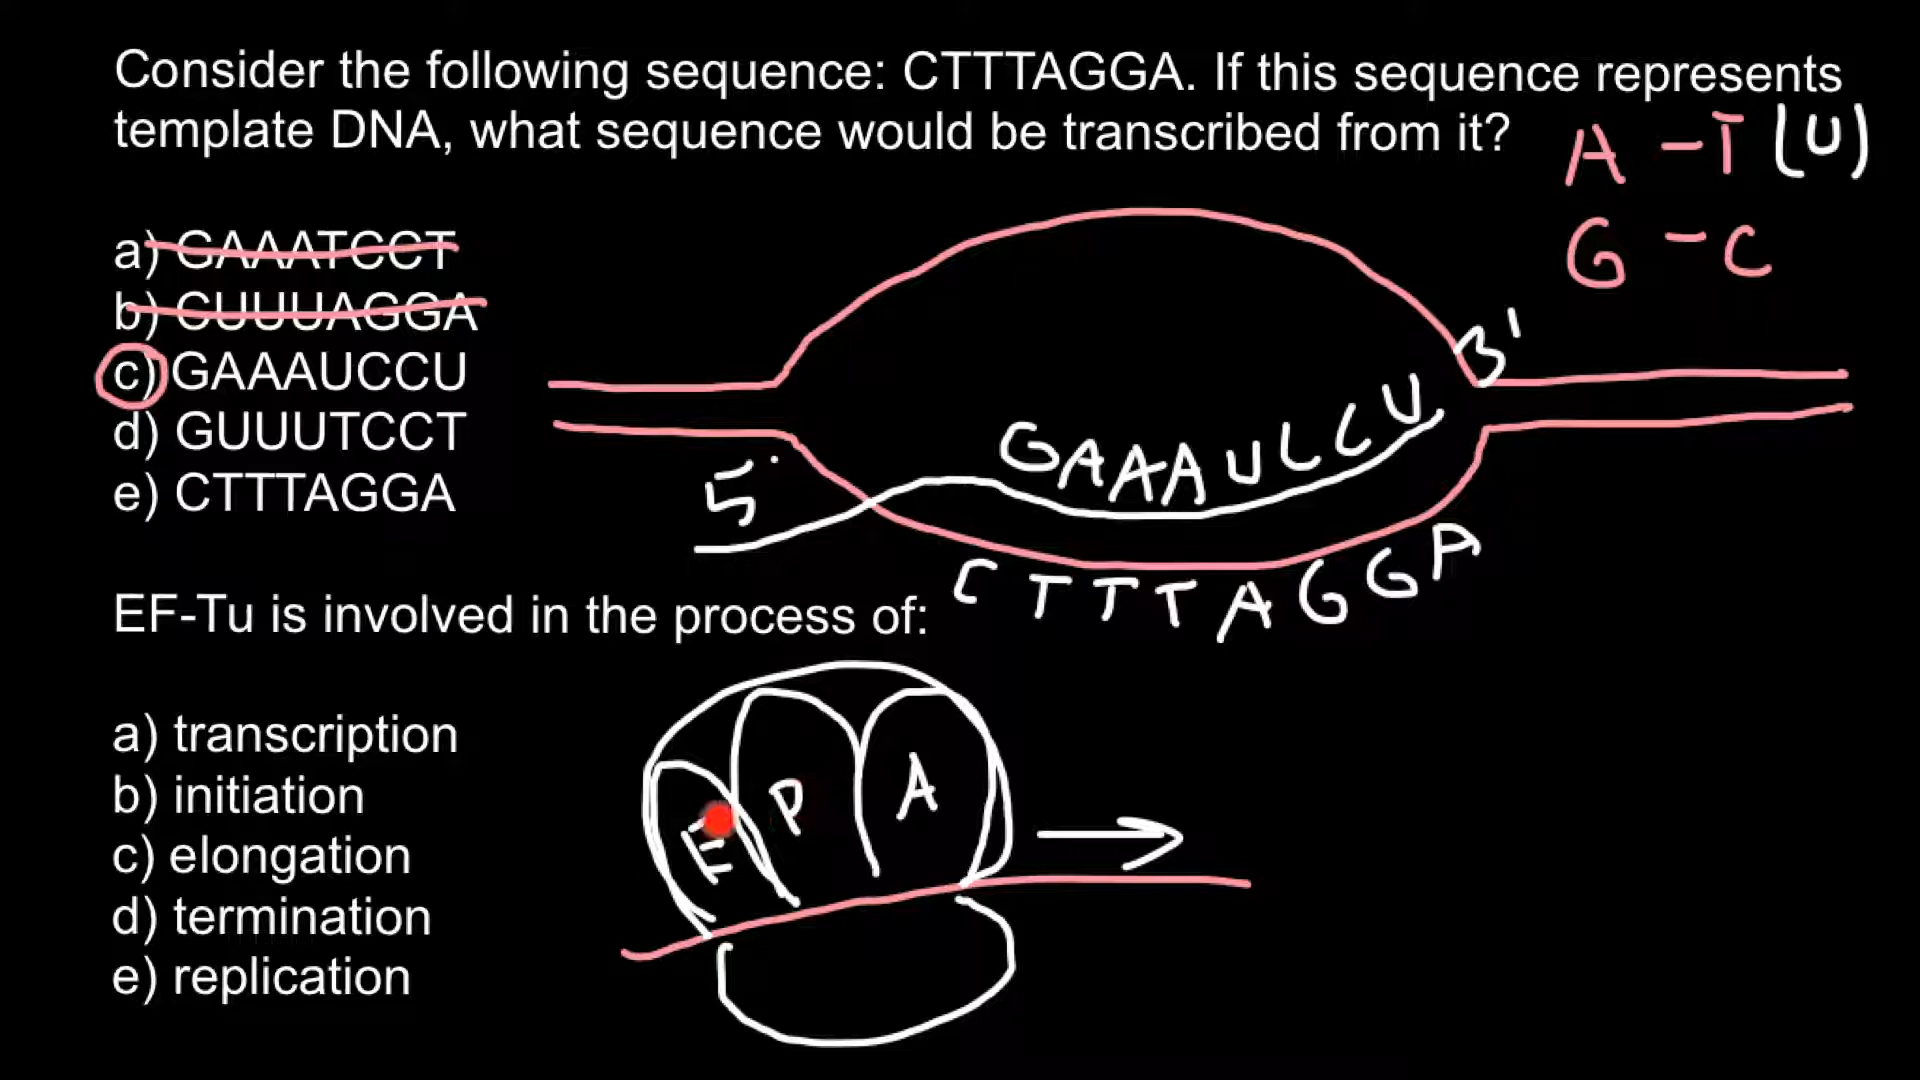 Consider the following sequence: CTTTAGGA. If this sequence represents
template DNA, what sequence would be transcribed from it?
A - T (U)
G - C
a) GAAATCCT
b) CUUUAGGA
c) GAAAUCCU
d) GUUUTCCT
e) CTTTAGGA
3'
GAAAUCCU
5'
CTTTAGGA
EF-Tu is involved in the process of:
a) transcription
b) initiation
c) elongation
d) termination
e) replication
E P A